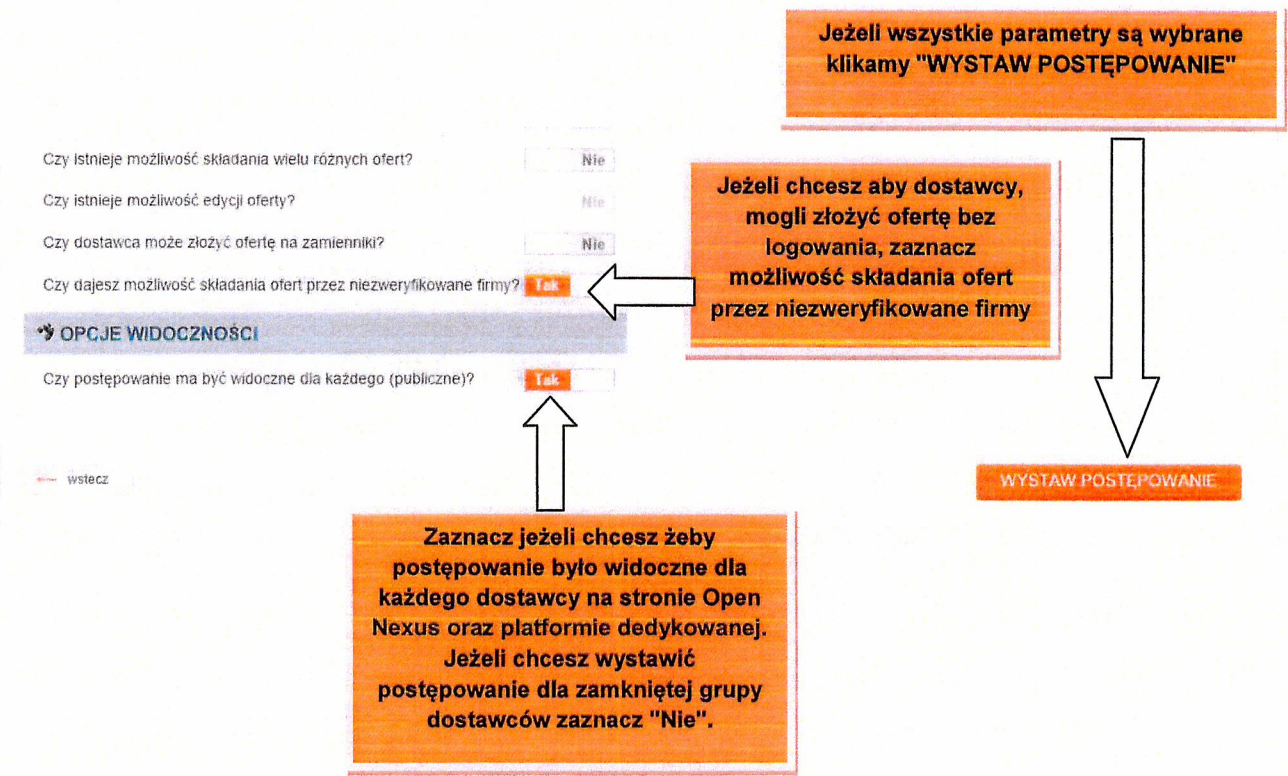 Jeżeli wszystkie parametry są wybrane
klikamy "WYSTAW POSTĘPOWANIE"
Czy istnieje możliwość składania wielu różnych ofert?
Nie
Czy istnieje możliwość edycji oferty?
Nie
Czy dostawca może złożyć ofertę na zamienniki?
Nie
Czy dajesz możliwość składania ofert przez niezweryfikowane firmy?
Tak
Jeżeli chcesz aby dostawcy,
mogli złożyć ofertę bez
logowania, zaznacz
możliwość składania ofert
przez niezweryfikowane firmy
OPCJE WIDOCZNOŚCI
Czy postępowanie ma być widoczne dla każdego (publiczne)?
Tak
wstecz
WYSTAW POSTĘPOWANIE
Zaznacz jeżeli chcesz żeby
postępowanie było widoczne dla
każdego dostawcy na stronie Open
Nexus oraz platformie dedykowanej.
Jeżeli chcesz wystawić
postępowanie dla zamkniętej grupy
dostawców zaznacz "Nie".